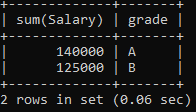 +-------------+-------+
| sum(Salary) | grade |
+-------------+-------+
|      140000 | A     |
|      125000 | B     |
+-------------+-------+
2 rows in set (0.06 sec)